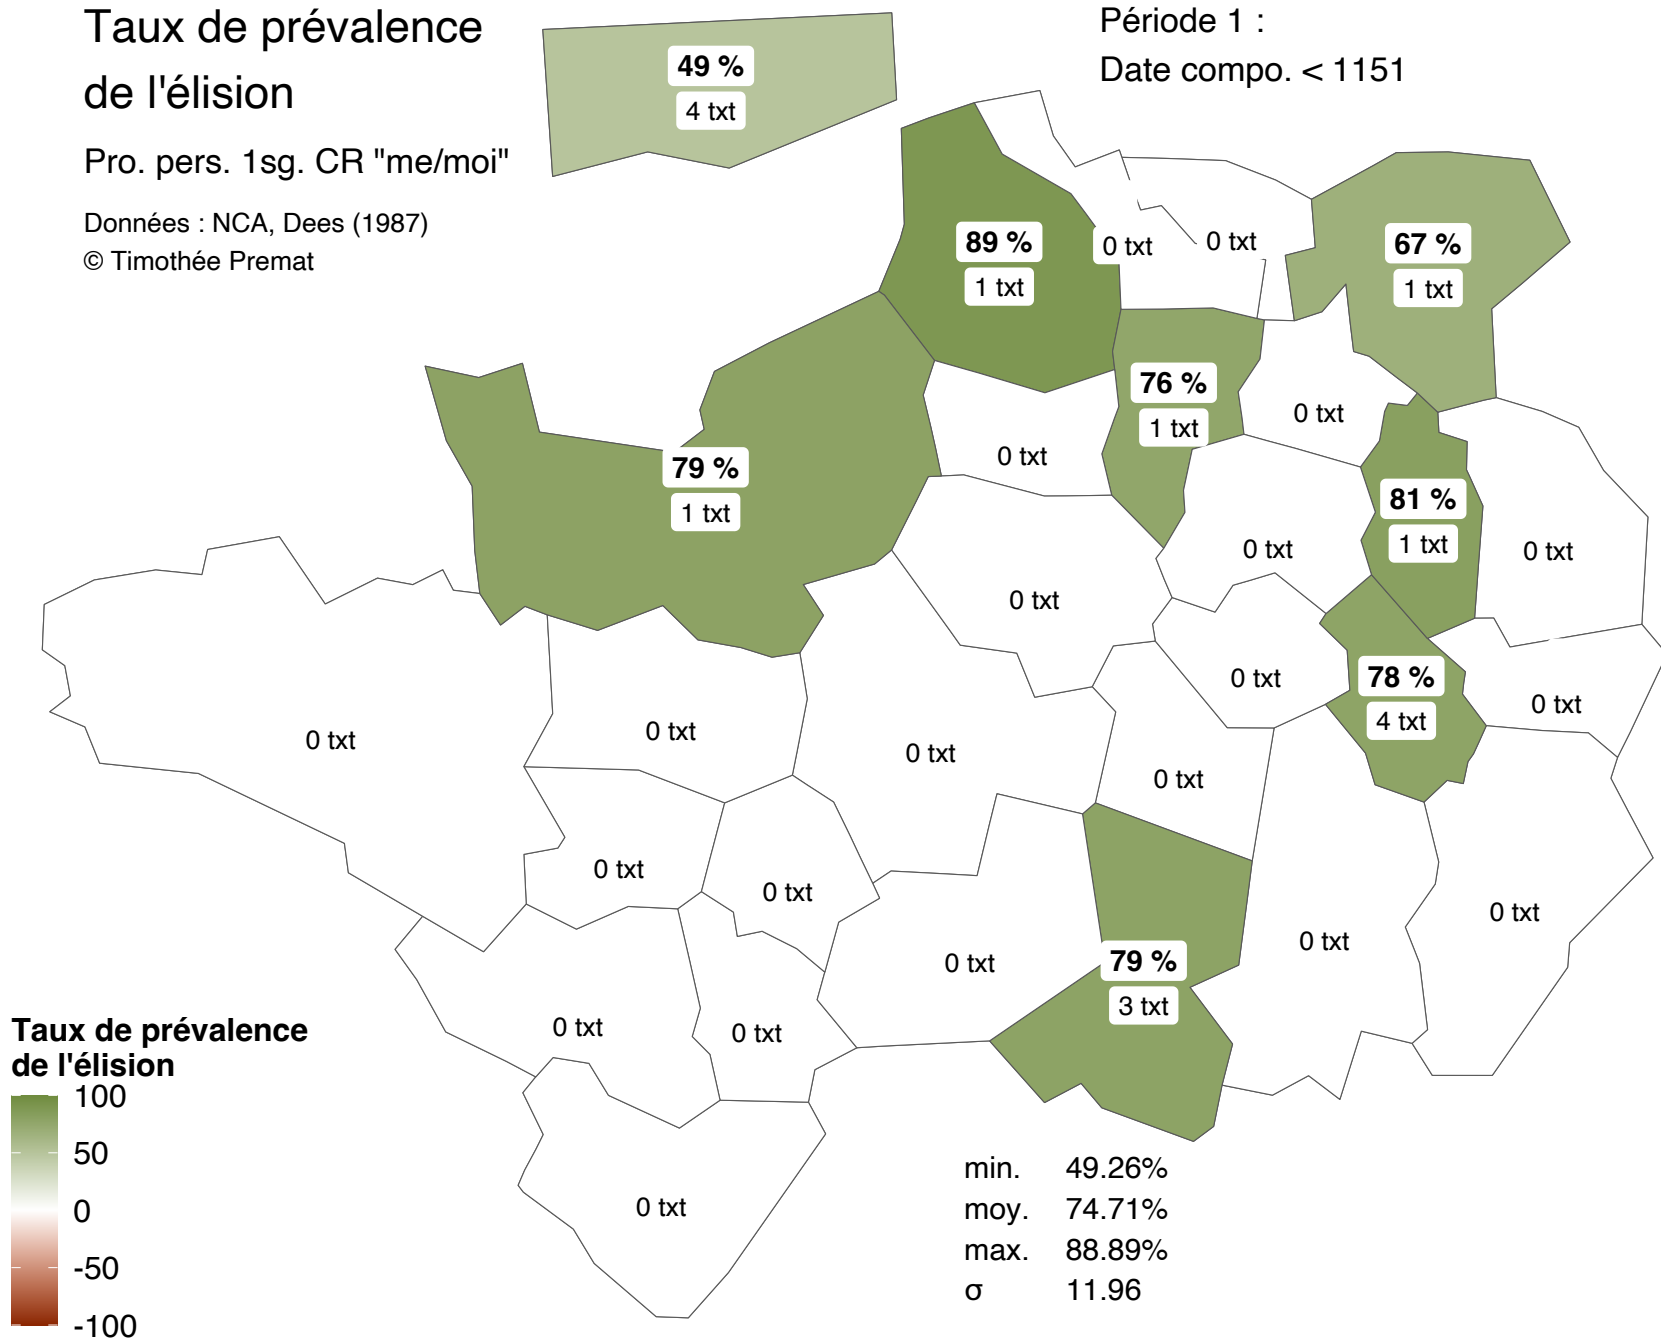 Taux de prévalence
de l'élision
Pro. pers. 1sg. CR "me/moi"
Données : NCA, Dees (1987)
© Timothée Premat
Période 1 :
Date compo. < 1151
49 %
4 txt
89 %
1 txt
0 txt
0 txt
67 %
1 txt
76 %
1 txt
0 txt
0 txt
79 %
1 txt
81 %
1 txt
0 txt
0 txt
0 txt
0 txt
78 %
4 txt
0 txt
0 txt
0 txt
0 txt
0 txt
0 txt
0 txt
0 txt
0 txt
0 txt
79 %
3 txt
0 txt
0 txt
0 txt
0 txt
Taux de prévalence
de l'élision
100
50
0
-50
-100
min. 49.26%
moy. 74.71%
max. 88.89%
σ 11.96